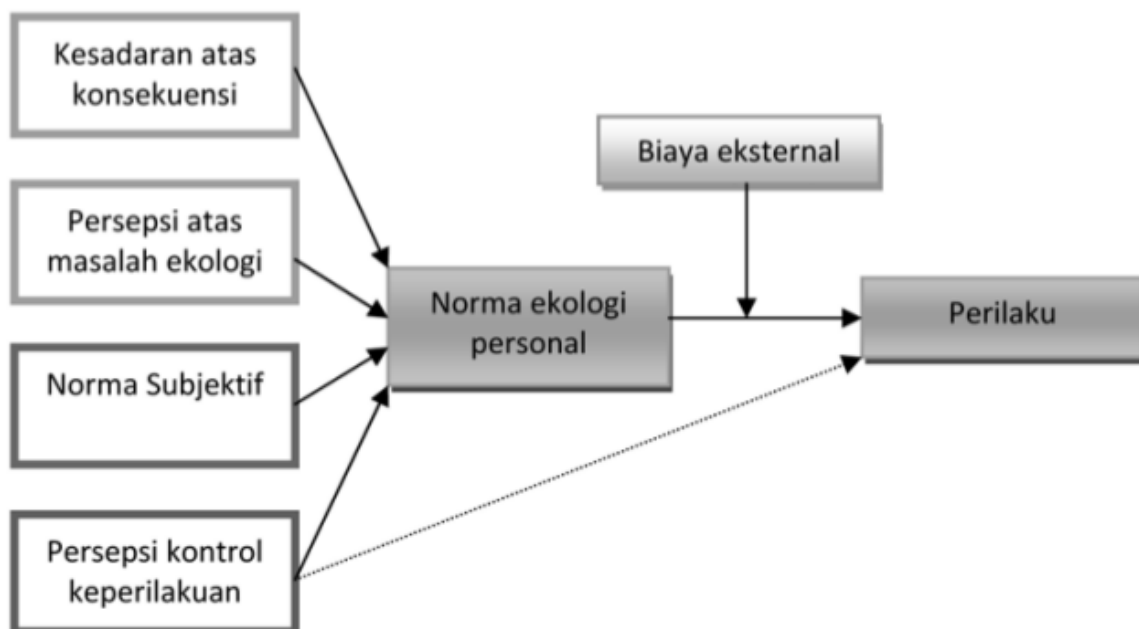 Kesadaran atas
konsekuensi
Persepsi atas
masalah ekologi
Norma Subjektif
Persepsi kontrol
keperilakuan
Norma ekologi
personal
Biaya eksternal
Perilaku